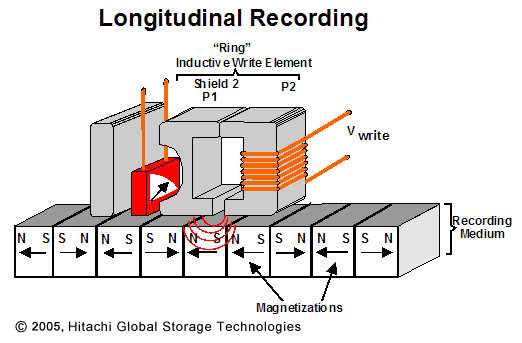 Longitudinal Recording
“Ring”
Inductive Write Element
Shield 2
P1
P2
V write
Recording
Medium
N S S N N S S N N S N S S N N S S N
Magnetizations
© 2005, Hitachi Global Storage Technologies